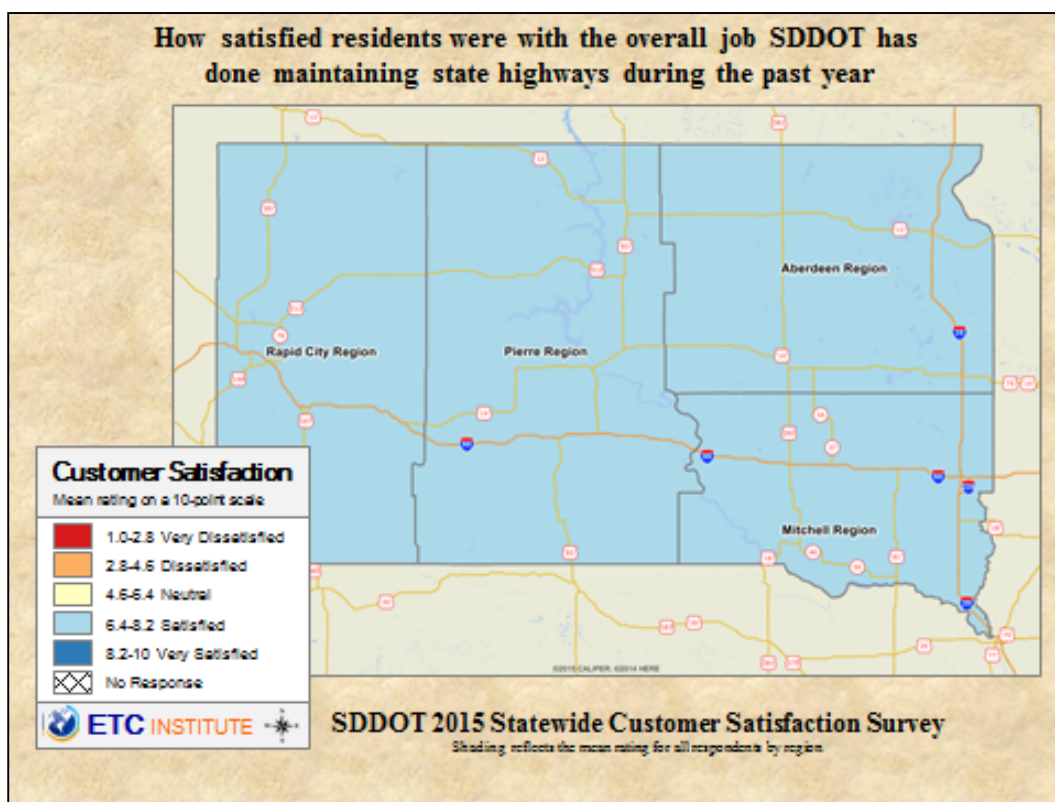 How satisfied residents were with the overall job SDDOT has
done maintaining state highways during the past year
Aberdeen Region
Rapid City Region
Pierre Region
Mitchell Region
Customer Satisfaction
Mean rating on a 10-point scale
1.0-2.8 Very Dissatisfied
2.8-4.6 Dissatisfied
4.6-6.4 Neutral
6.4-8.2 Satisfied
8.2-10 Very Satisfied
No Response
©2015 CALIPER, ©2014 HERE
ETC INSTITUTE
SDDOT 2015 Statewide Customer Satisfaction Survey
Shading reflects the mean rating for all respondents by region